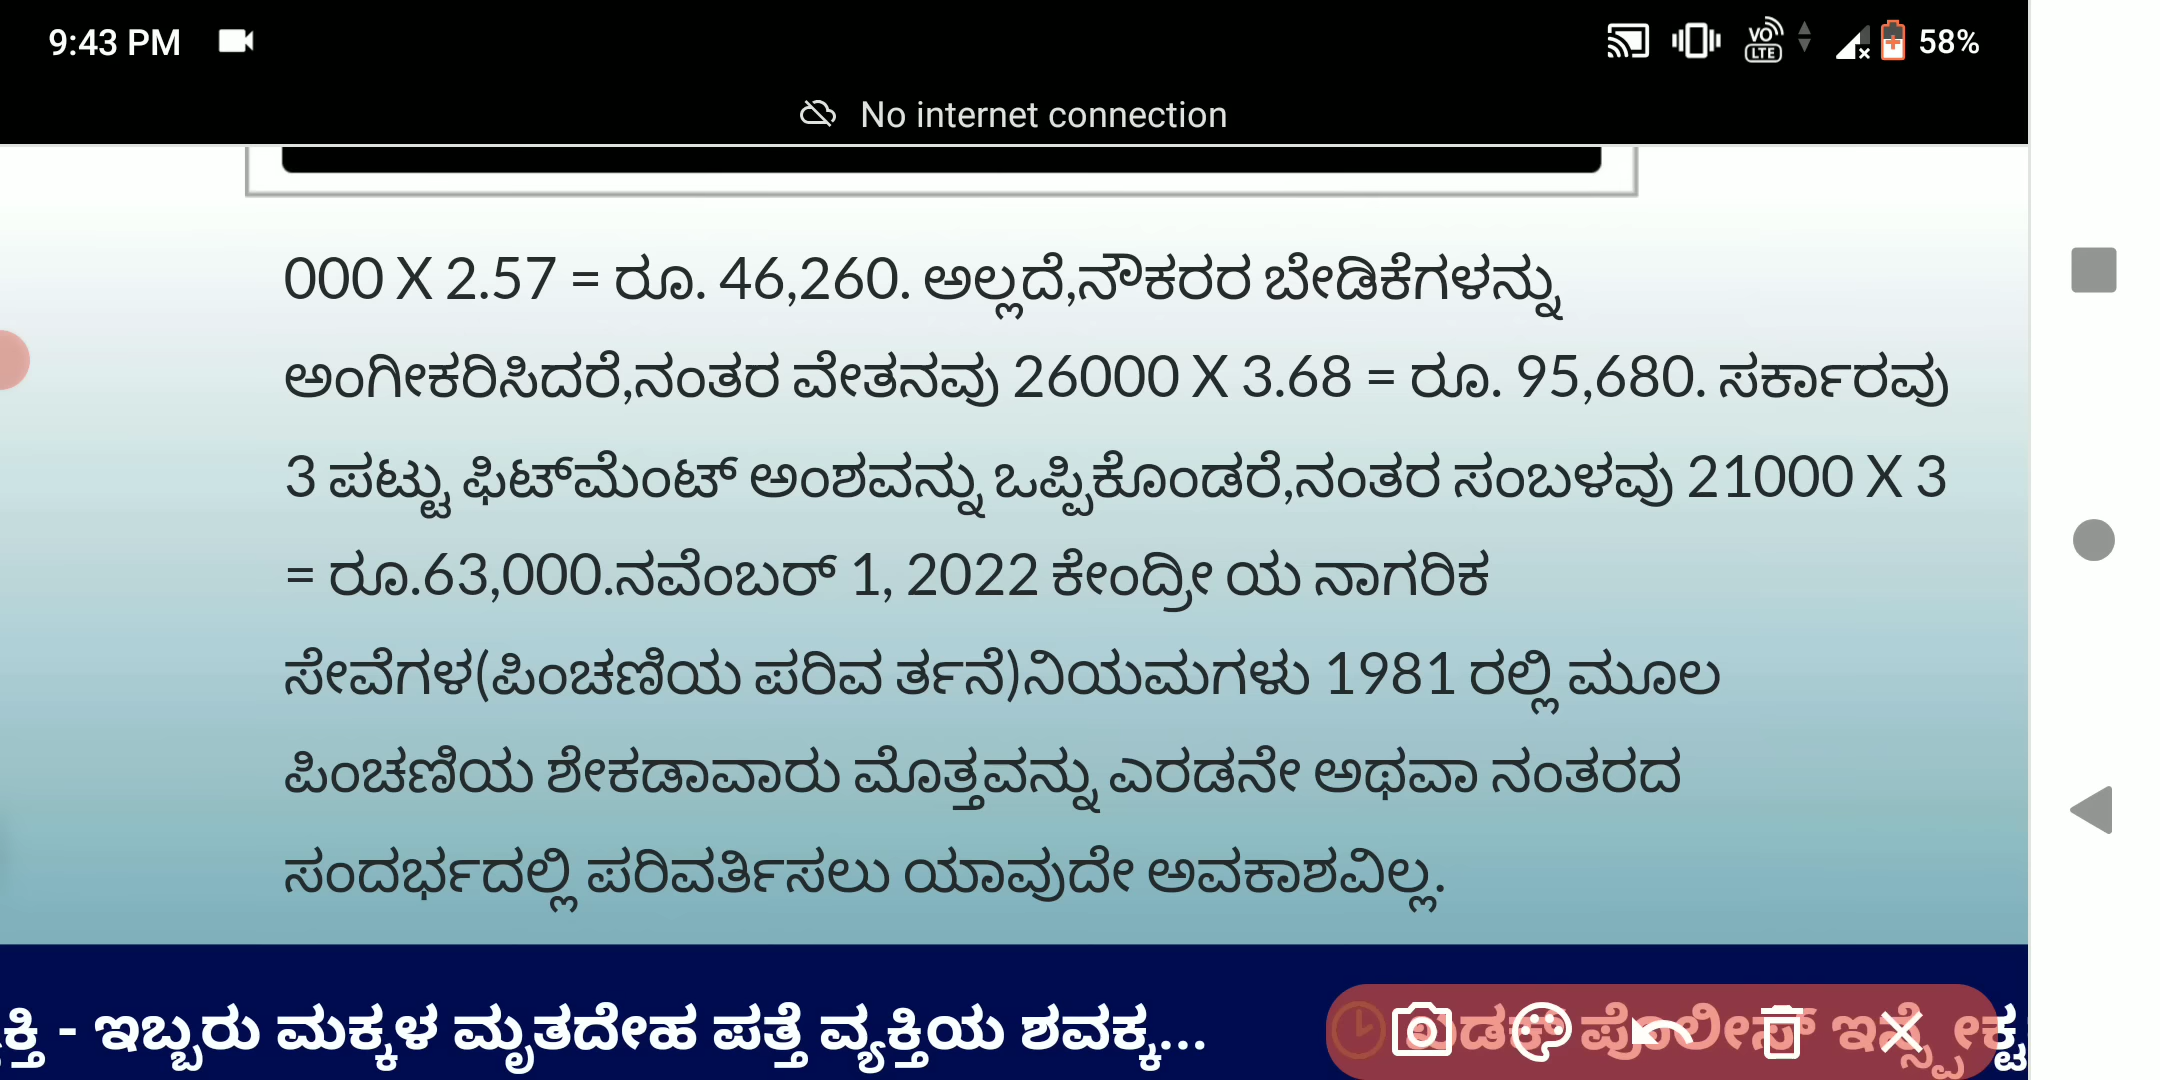 9:43 PM
VO LTE
58%
No internet connection
000 X 2.57 = ರೂ. 46,260. ಅಲ್ಲದೆ,ನೌಕರರ ಬೇಡಿಕೆಗಳನ್ನು
ಅಂಗೀಕರಿಸಿದರೆ,ನಂತರ ವೇತನವು 26000 X 3.68 = ರೂ. 95,680. ಸರ್ಕಾರವು
3 ಪಟ್ಟು ಫಿಟ್‌ಮೆಂಟ್ ಅಂಶವನ್ನು ಒಪ್ಪಿಕೊಂಡರೆ,ನಂತರ ಸಂಬಳವು 21000 X 3
= ರೂ.63,000.ನವೆಂಬರ್ 1, 2022 ಕೇಂದ್ರೀ ಯ ನಾಗರಿಕ
ಸೇವೆಗಳ(ಪಿಂಚಣಿಯ ಪರಿವ ರ್ತನೆ)ನಿಯಮಗಳು 1981 ರಲ್ಲಿ ಮೂಲ
ಪಿಂಚಣಿಯ ಶೇಕಡಾವಾರು ಮೊತ್ತವನ್ನು ಎರಡನೇ ಅಥವಾ ನಂತರದ
ಸಂದರ್ಭದಲ್ಲಿ ಪರಿವರ್ತಿಸಲು ಯಾವುದೇ ಅವಕಾಶವಿಲ್ಲ.
ಕ್ತಿ - ಇಬ್ಬರು ಮಕ್ಕಳ ಮೃತದೇಹ ಪತ್ತೆ ವ್ಯಕ್ತಿಯ ಶವಕ್ಕ... ಪೊಲೀಸ್